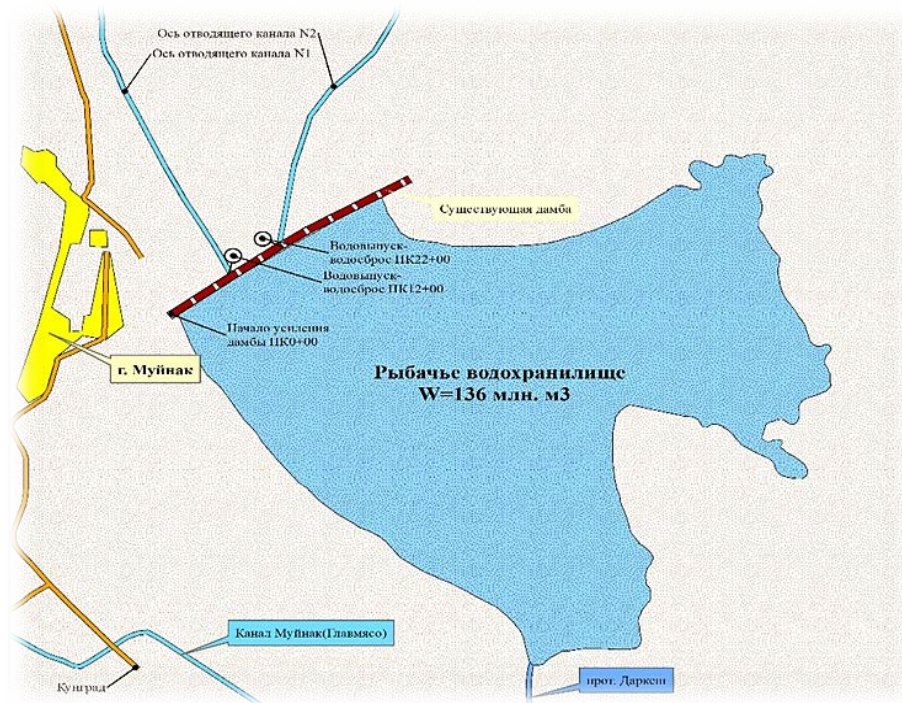 Ось отводящего канала N2
Ось отводящего канала N1
Существующая дамба
Водовыпуск-
водосброс ПК22+00
Водовыпуск-
водосброс ПК12+00
Начало усиления
дамбы ПК0+00
г. Муйнак
Рыбачье водохранилище
W=136 млн. м3
Канал Муйнак(Главмясо)
Кунград
прот. Даркеш